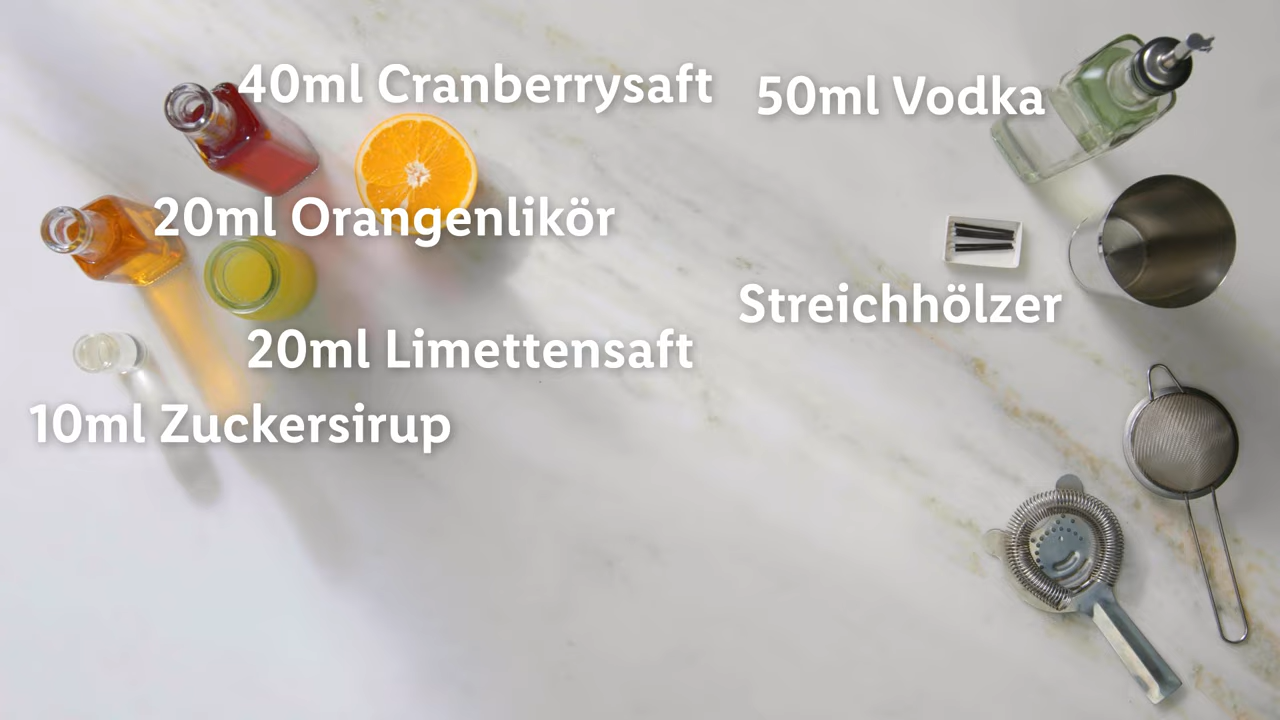 40ml Cranberrysaft
50ml Vodka
20ml Orangenlikör
Streichhölzer
20ml Limettensaft
10ml Zuckersirup